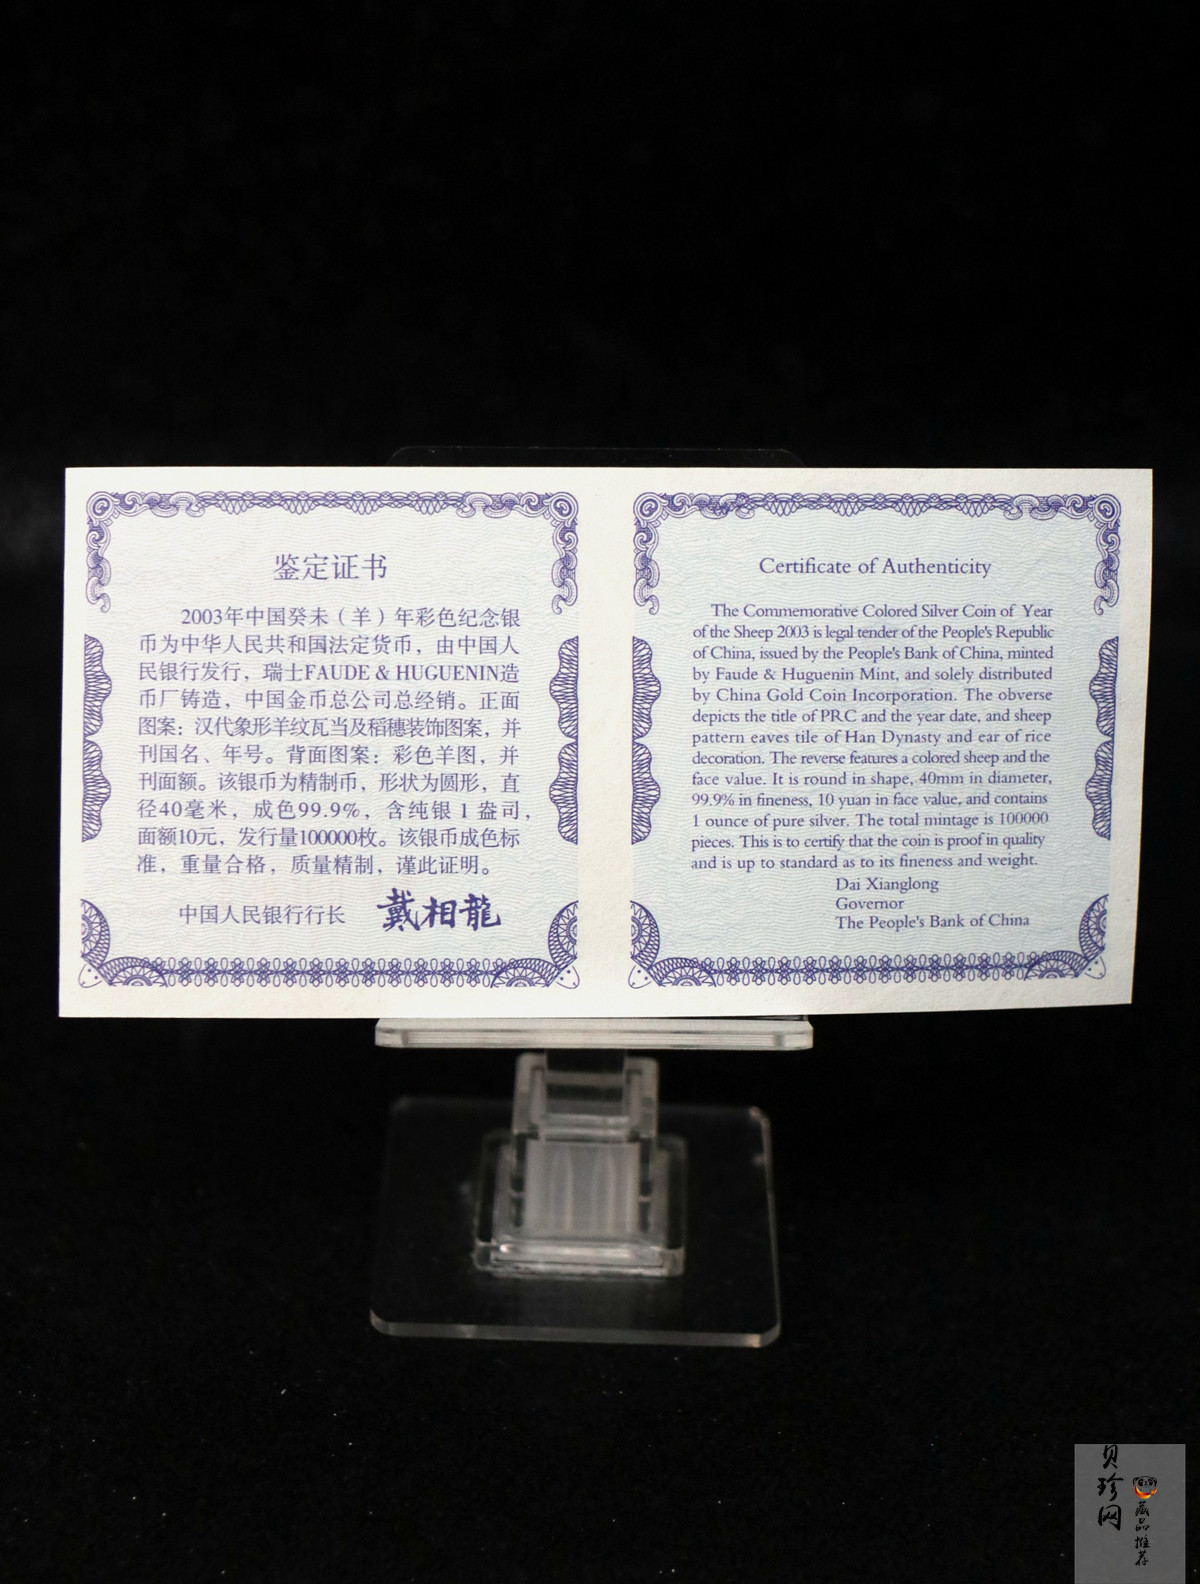 鉴定证书
2003年中国癸未（羊）年彩色纪念银
币为中华人民共和国法定货币，由中国人
民银行发行，瑞士FAUDE & HUGUENIN造
币厂铸造，中国金币总公司总经销。正面
图案：汉代象形羊纹瓦当及稻穗装饰图案，并
刊国名、年号。背面图案：彩色羊图，并
刊面额。该银币为精制币，形状为圆形，直
径40毫米，成色99.9%，含纯银1盎司，
面额10元，发行量100000枚。该银币成色标
准，重量合格，质量精制，谨此证明。
中国人民银行行长 戴相龍
Certificate of Authenticity
The Commemorative Colored Silver Coin of Year
of the Sheep 2003 is legal tender of the People's Republic
of China, issued by the People's Bank of China, minted
by Faude & Huguenin Mint, and solely distributed
by China Gold Coin Incorporation. The obverse
depicts the title of PRC and the year date, and sheep
pattern eaves tile of Han Dynasty and ear of rice
decoration. The reverse features a colored sheep and the
face value. It is round in shape, 40mm in diameter,
99.9% in fineness, 10 yuan in face value, and contains
1 ounce of pure silver. The total mintage is 100000
pieces. This is to certify that the coin is proof in quality
and is up to standard as to its fineness and weight.
Dai Xianglong
Governor
The People's Bank of China
贝珍网
藏品推荐